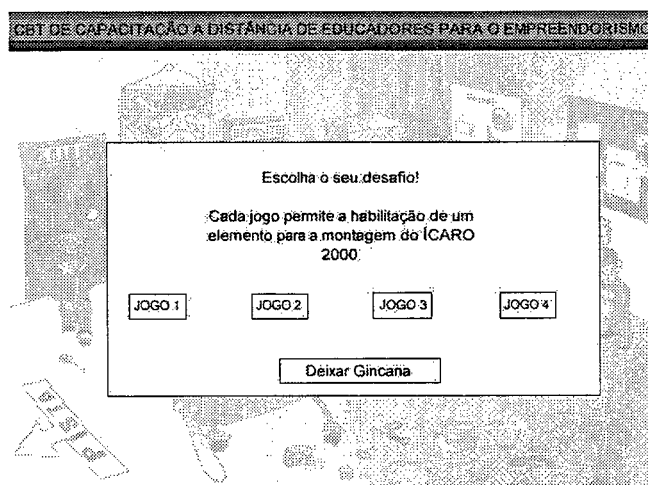 CBT DE CAPACITAÇÃO A DISTÂNCIA DE EDUCADORES PARA O EMPREENDORISMO
Escolha o seu desafio!
Cada jogo permite a habilitação de um
elemento para a montagem do ÍCARO
2000
JOGO 1
JOGO 2
JOGO 3
JOGO 4
Deixar Gincana
PISTA